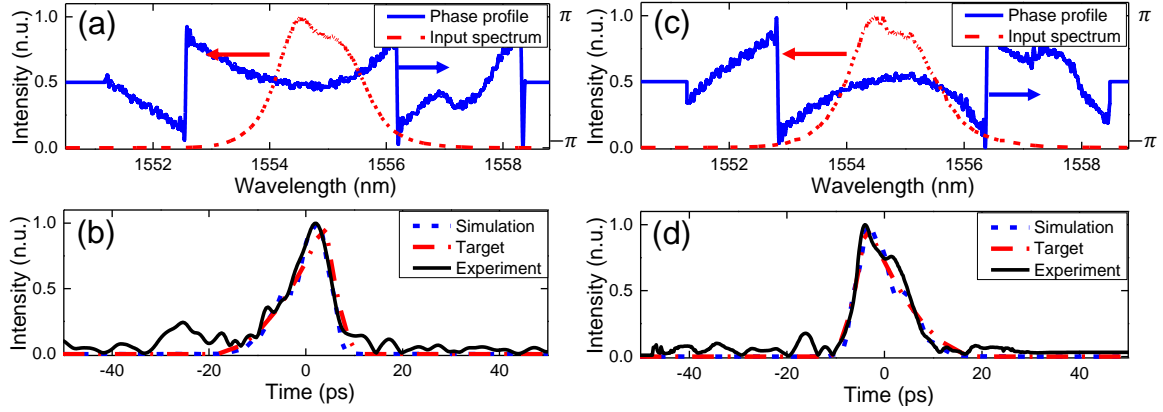 (a)
Intensity (n.u.)
1.0
0.5
0.0
Phase profile
Input spectrum
π
−π
1552
1554
1556
1558
Wavelength (nm)
(c)
Intensity (n.u.)
1.0
0.5
0.0
Phase profile
Input spectrum
π
−π
1552
1554
1556
1558
Wavelength (nm)
(b)
Intensity (n.u.)
1.0
0.5
0.0
Simulation
Target
Experiment
-40
-20
0
20
40
Time (ps)
(d)
Intensity (n.u.)
1.0
0.5
0.0
Simulation
Target
Experiment
-40
-20
0
20
40
Time (ps)